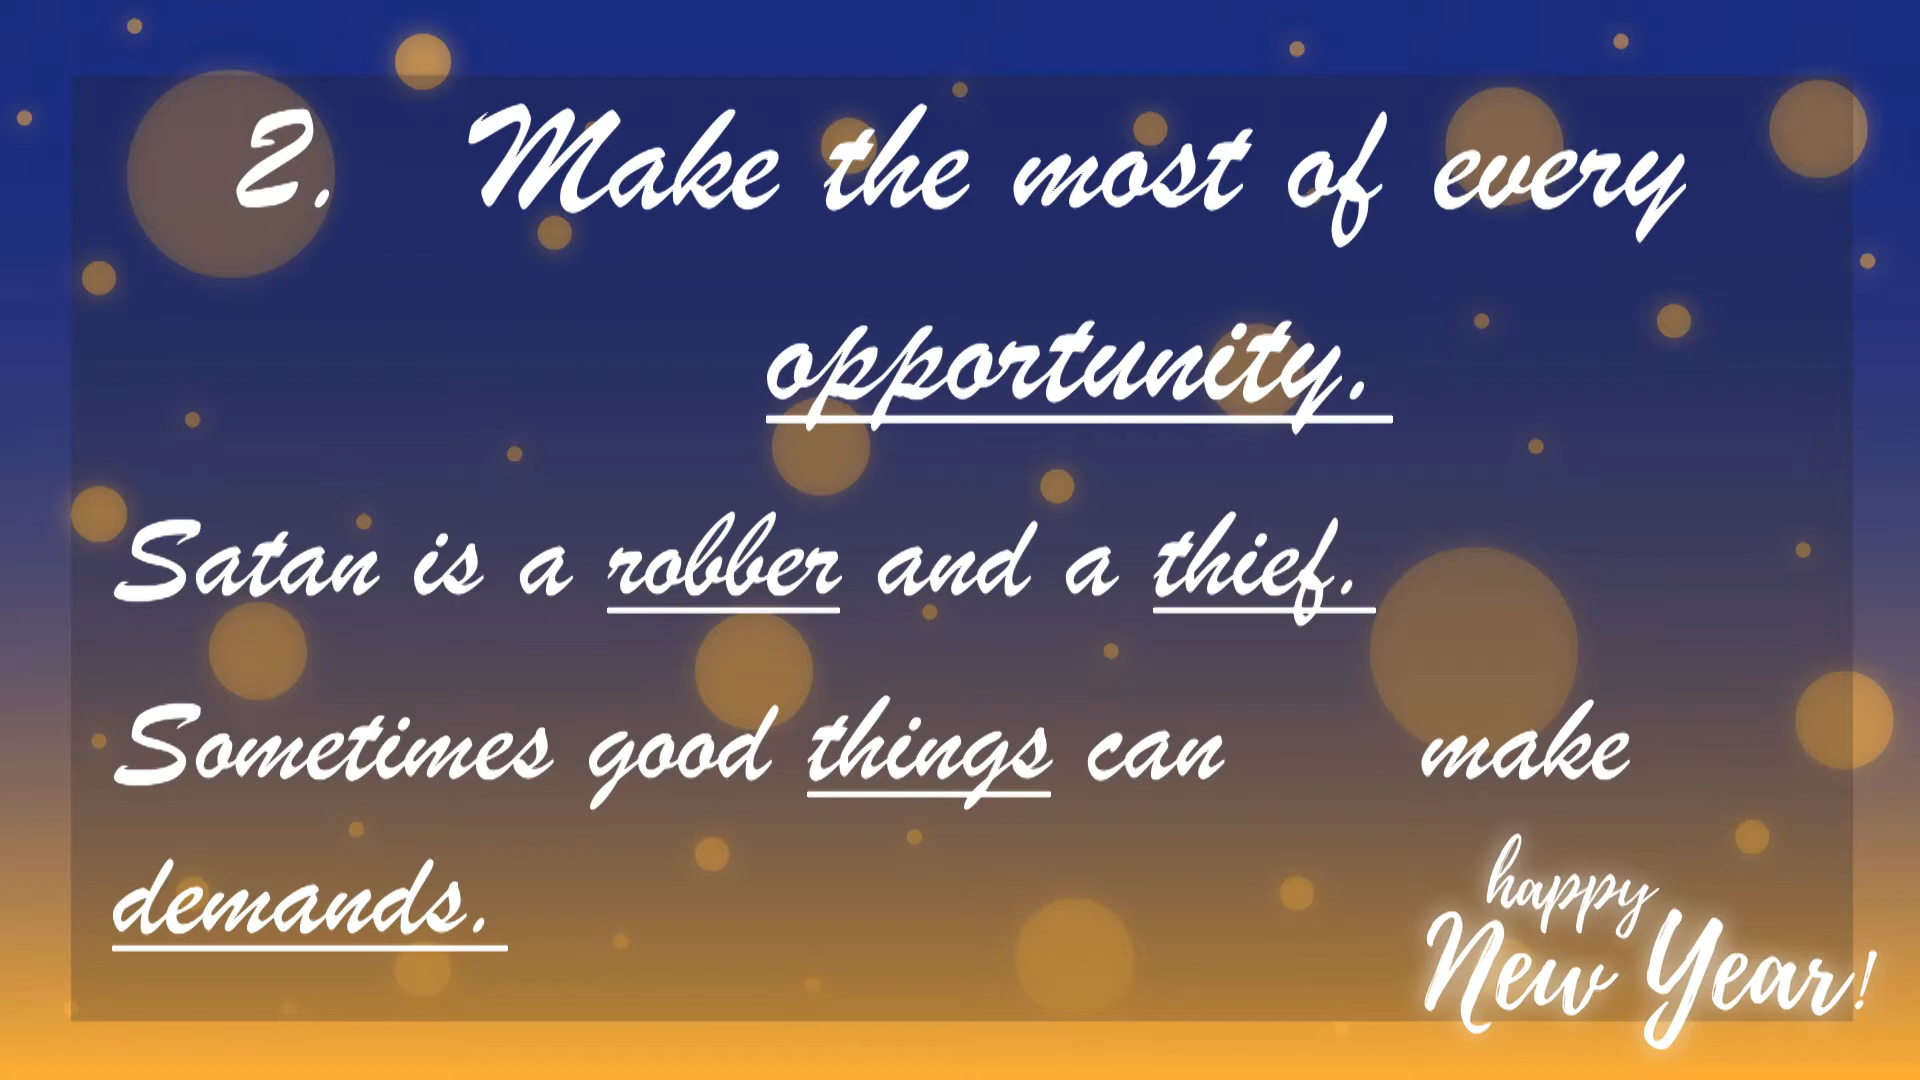 2. Make the most of every
opportunity.
Satan is a robber and a thief.
Sometimes good things can make
demands.
happy
New Year!